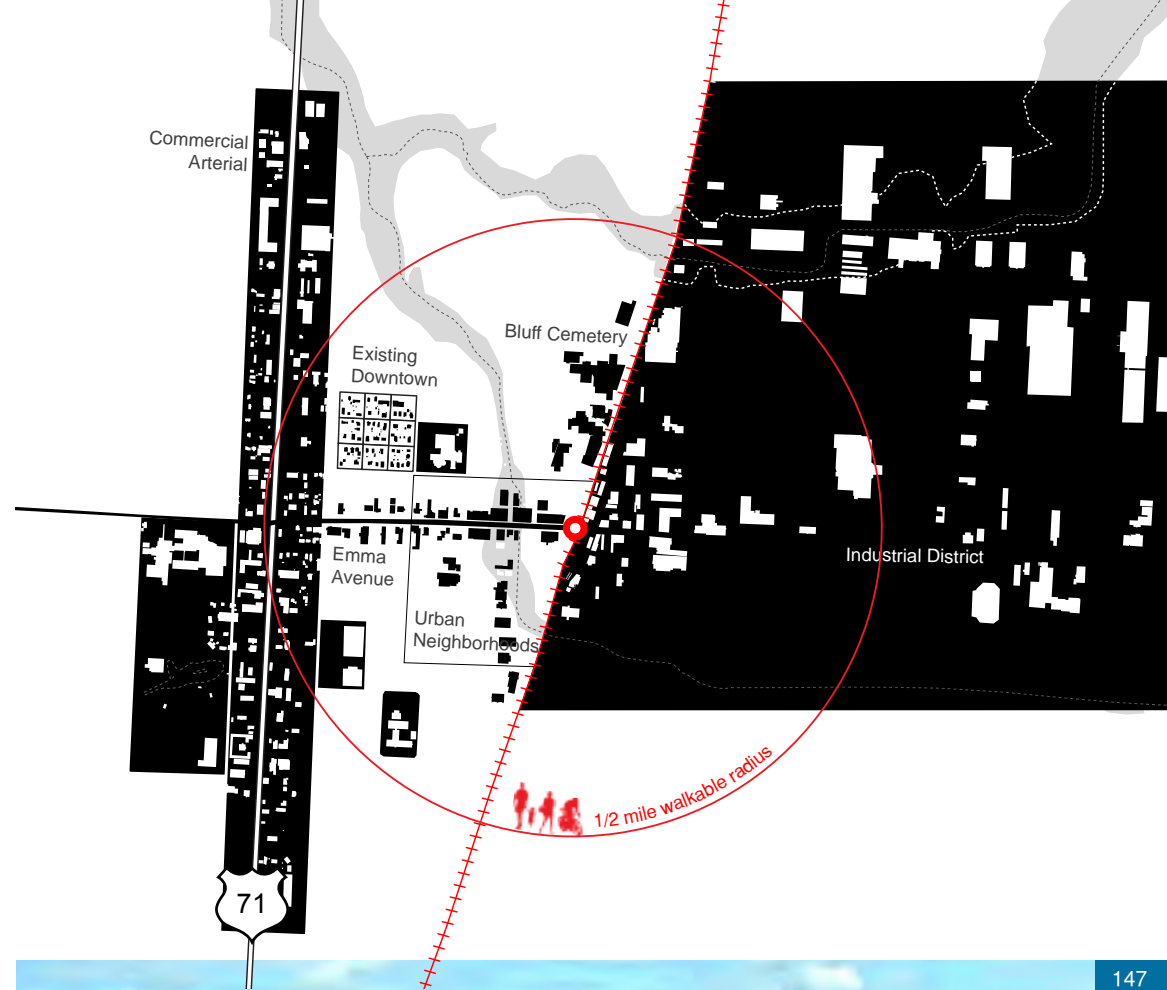 Commercial
Arterial
Bluff Cemetery
Existing
Downtown
Emma
Avenue
Industrial District
Urban
Neighborhoods
1/2 mile walkable radius
71
147